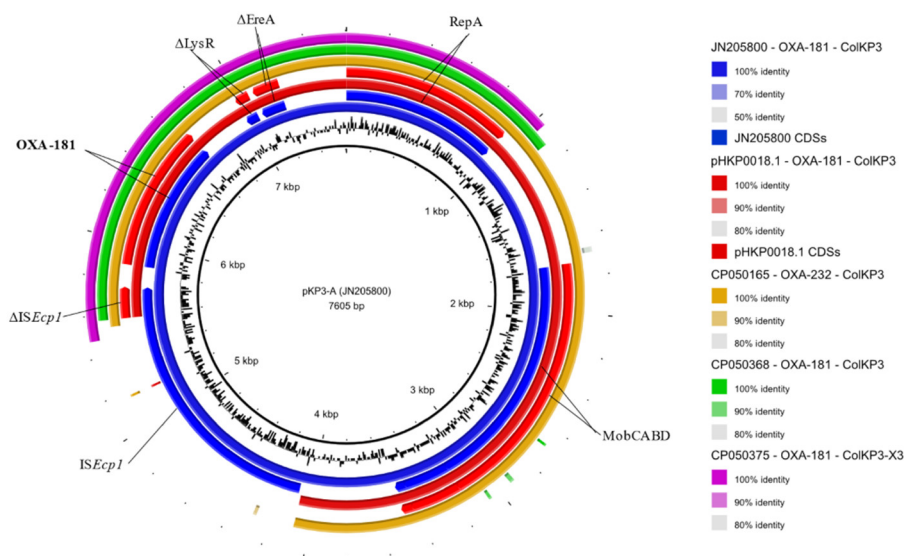 ΔEreA
RepA
ΔLysR
OXA-181
ΔISEcp1
ISEcp1
MobCABD
7 kbp
1 kbp
6 kbp
2 kbp
5 kbp
3 kbp
4 kbp
pKP3-A (JN205800)
7605 bp
JN205800 - OXA-181 - ColKP3
100% identity
70% identity
50% identity
JN205800 CDSs
pHKP0018.1 - OXA-181 - ColKP3
100% identity
90% identity
80% identity
pHKP0018.1 CDSs
CP050165 - OXA-232 - ColKP3
100% identity
90% identity
80% identity
CP050368 - OXA-181 - ColKP3
100% identity
90% identity
80% identity
CP050375 - OXA-181 - ColKP3-X3
100% identity
90% identity
80% identity